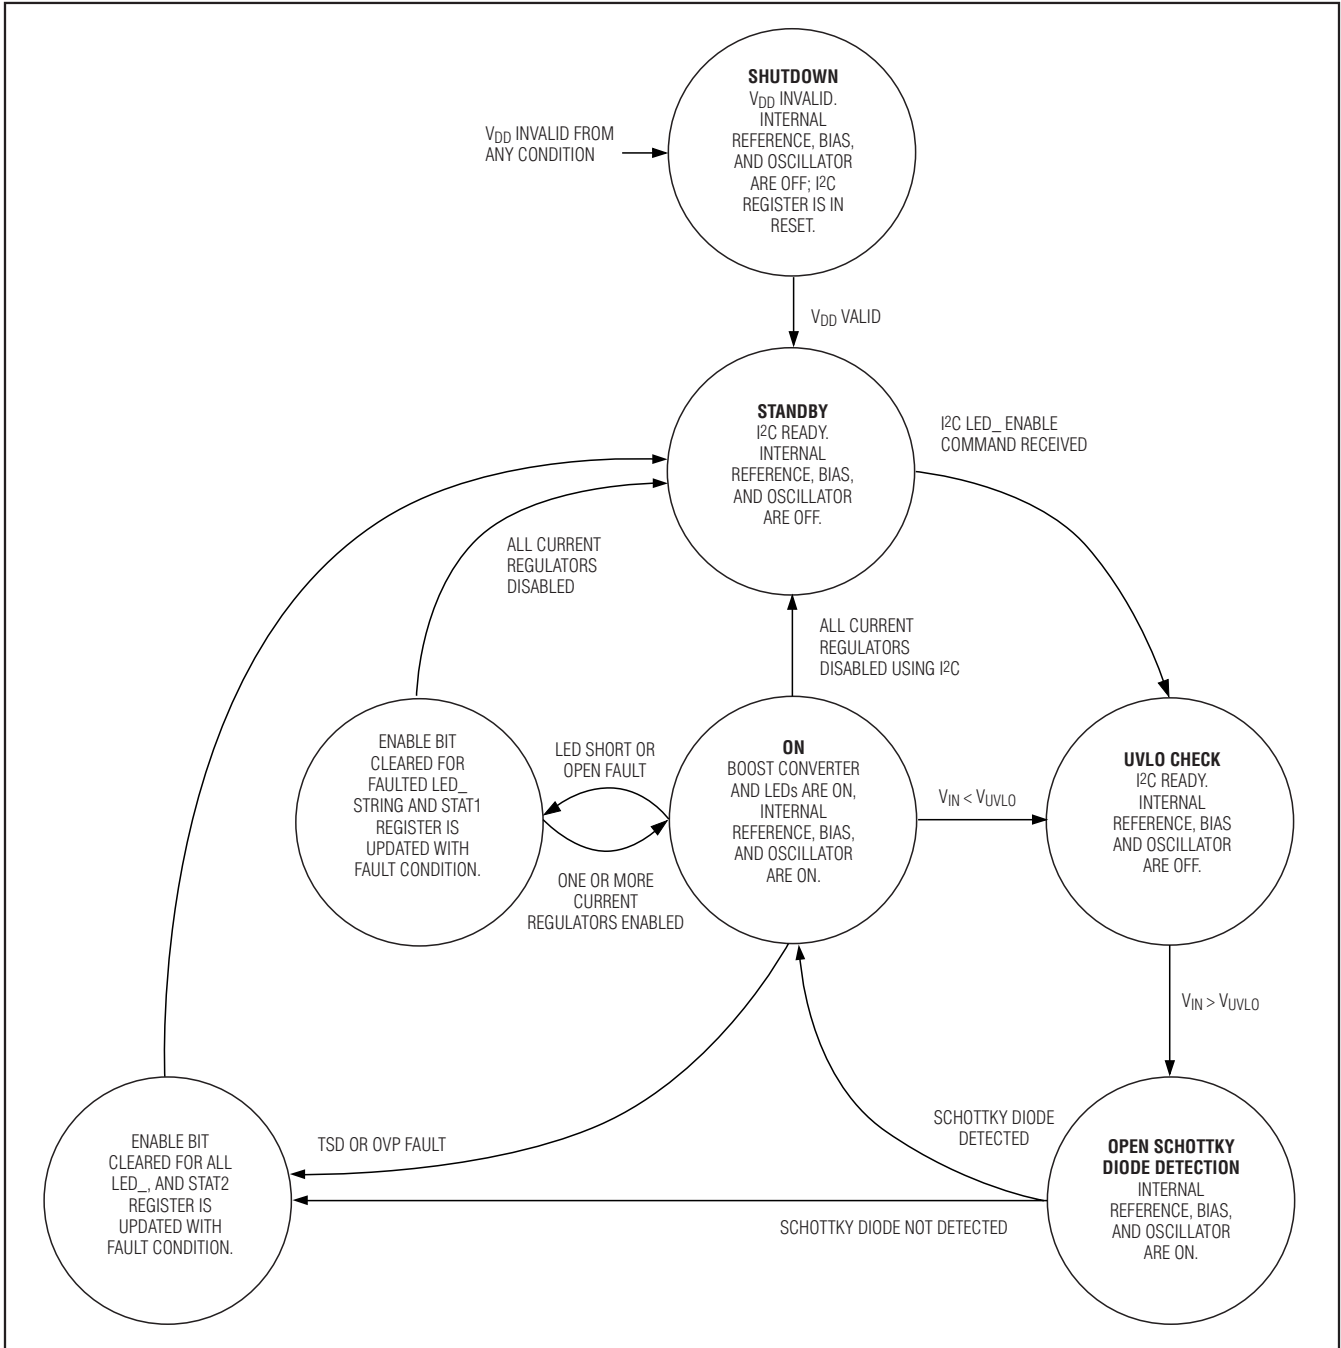 SHUTDOWN
VDD INVALID.
INTERNAL
REFERENCE, BIAS,
AND OSCILLATOR
ARE OFF; I2C
REGISTER IS IN
RESET.
VDD INVALID FROM
ANY CONDITION
VDD VALID
STANDBY
I2C READY.
INTERNAL
REFERENCE, BIAS,
AND OSCILLATOR
ARE OFF.
I2C LED_ ENABLE
COMMAND RECEIVED
ALL CURRENT
REGULATORS
DISABLED
ALL CURRENT
REGULATORS
DISABLED USING I2C
ENABLE BIT
CLEARED FOR
FAULTED LED_
STRING AND STAT1
REGISTER IS
UPDATED WITH
FAULT CONDITION.
LED SHORT OR
OPEN FAULT
ONE OR MORE
CURRENT
REGULATORS ENABLED
ON
BOOST CONVERTER
AND LEDs ARE ON,
INTERNAL
REFERENCE, BIAS,
AND OSCILLATOR
ARE ON.
VIN < VUVLO
UVLO CHECK
I2C READY.
INTERNAL
REFERENCE, BIAS
AND OSCILLATOR
ARE OFF.
VIN > VUVLO
ENABLE BIT
CLEARED FOR ALL
LED_, AND STAT2
REGISTER IS
UPDATED WITH
FAULT CONDITION.
TSD OR OVP FAULT
SCHOTTKY DIODE
DETECTED
SCHOTTKY DIODE NOT DETECTED
OPEN SCHOTTKY
DIODE DETECTION
INTERNAL
REFERENCE, BIAS,
AND OSCILLATOR
ARE ON.